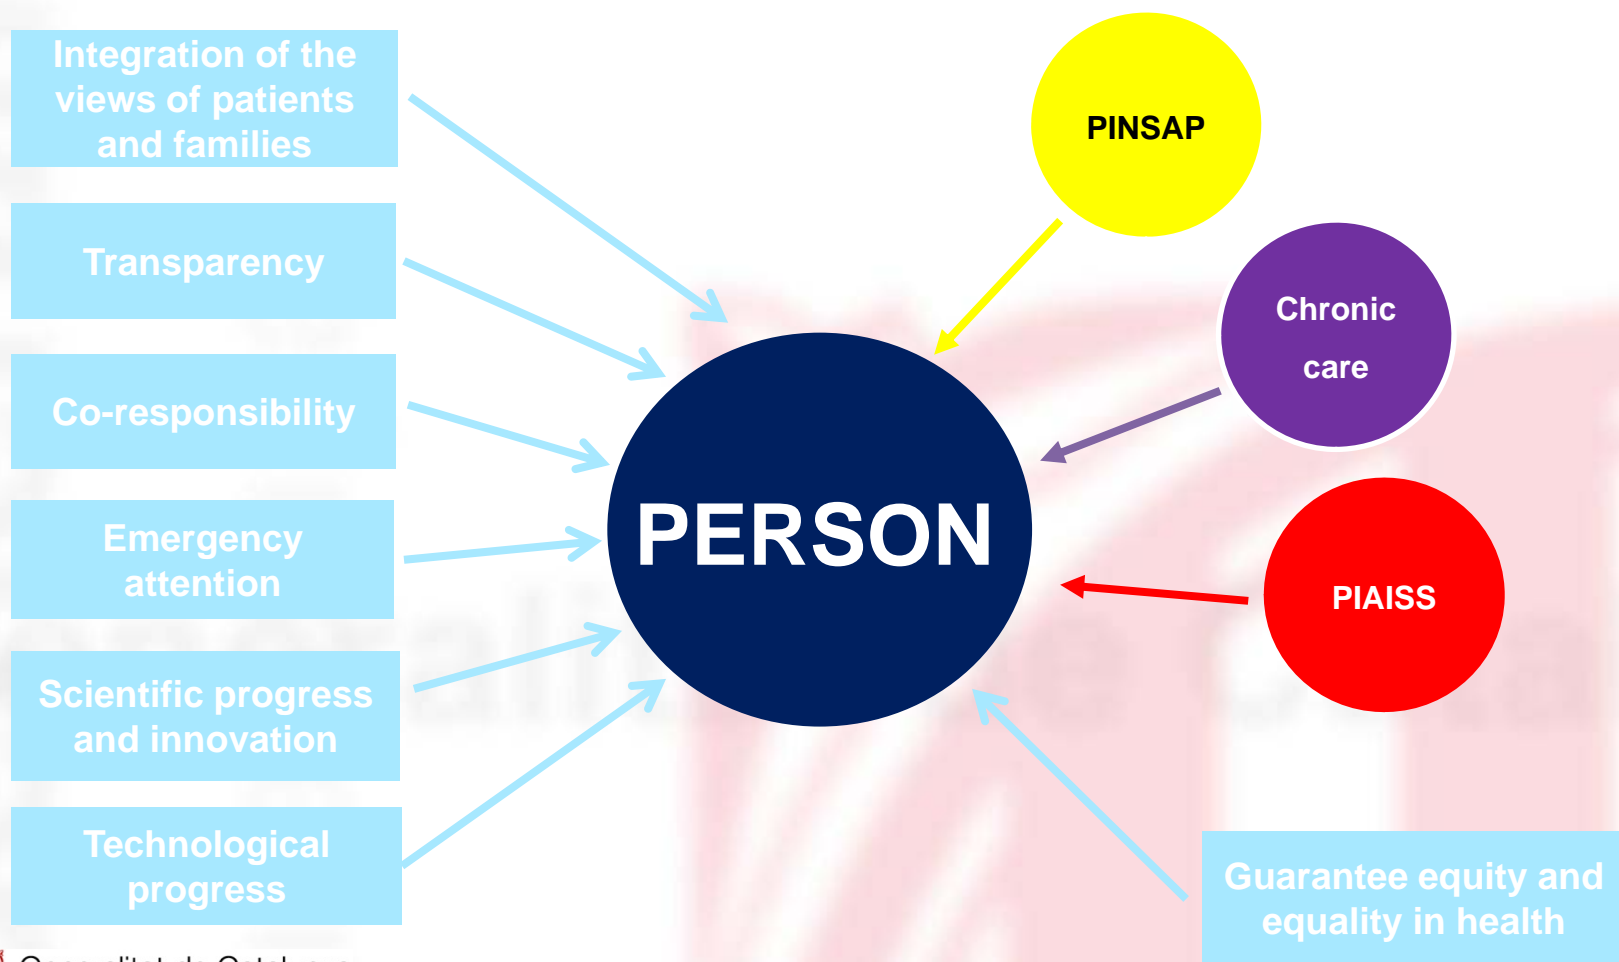 Integration of the
views of patients
and families
Transparency
Co-responsibility
Emergency
attention
Scientific progress
and innovation
Technological
progress
PERSON
PINSAP
Chronic
care
PIAISS
Guarantee equity and
equality in health